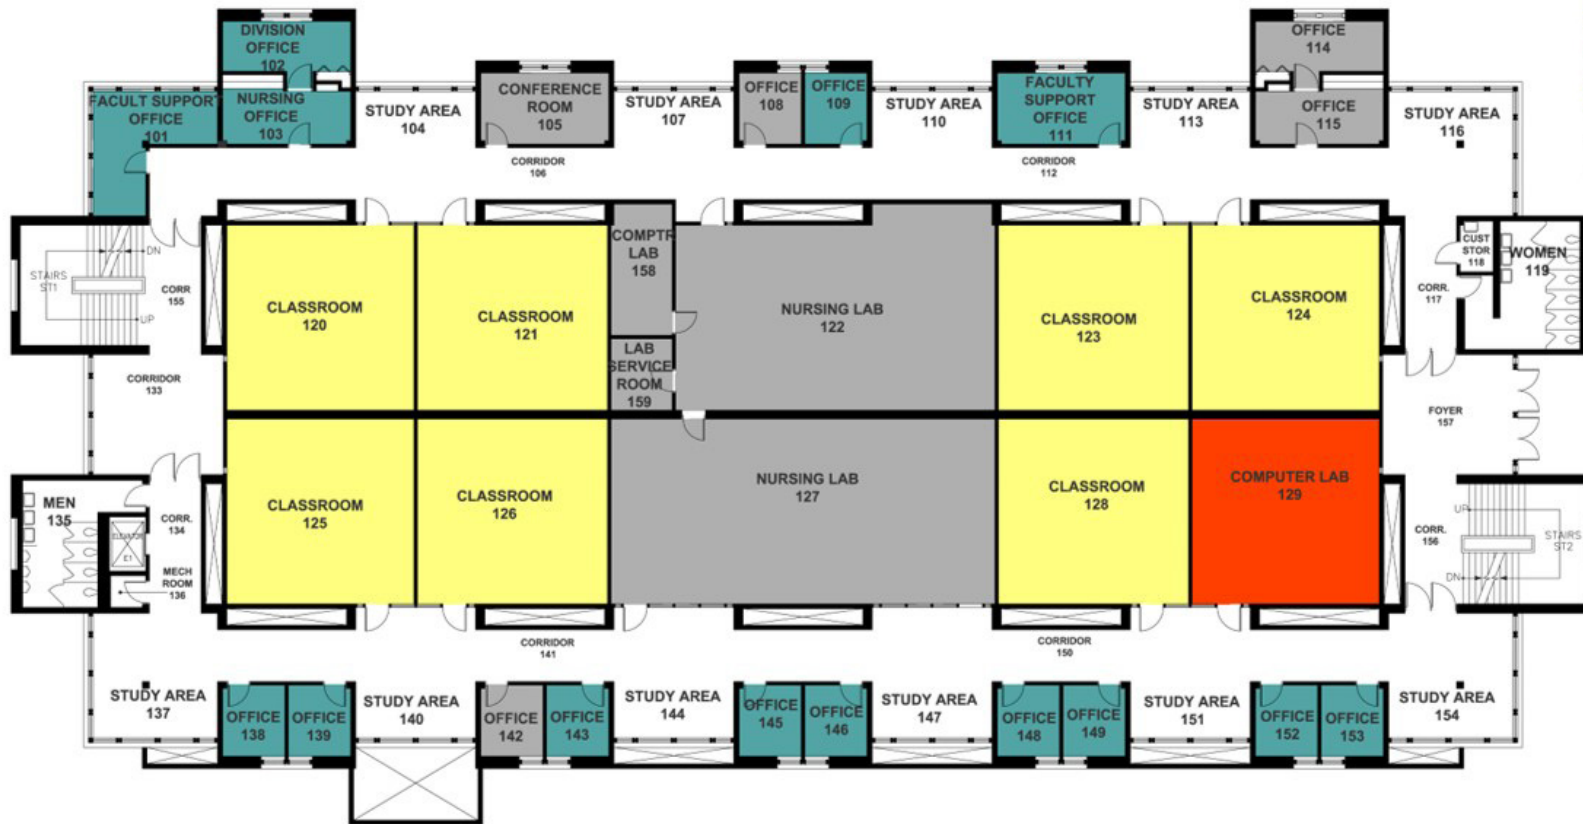 DIVISION
OFFICE
102
OFFICE
114
FACULT SUPPORT
OFFICE
101
NURSING
OFFICE
103
STUDY AREA
104
CONFERENCE
ROOM
105
STUDY AREA
107
OFFICE
108
OFFICE
109
STUDY AREA
110
FACULTY
SUPPORT
OFFICE
111
STUDY AREA
113
OFFICE
115
STUDY AREA
116
CORRIDOR
106
CORRIDOR
112
STAIRS
ST1
DN
UP
CORR
155
CLASSROOM
120
CLASSROOM
121
COMPTR
LAB
158
LAB
SERVICE
ROOM
159
NURSING LAB
122
CLASSROOM
123
CLASSROOM
124
CORR.
117
CUST
STOR
118
WOMEN
119
CORRIDOR
133
FOYER
157
MEN
135
ELEVATOR
E1
CORR.
134
MECH
ROOM
136
CLASSROOM
125
CLASSROOM
126
NURSING LAB
127
CLASSROOM
128
COMPUTER LAB
129
CORR.
156
UP
DN
STAIRS
ST2
CORRIDOR
141
CORRIDOR
150
STUDY AREA
137
OFFICE
138
OFFICE
139
STUDY AREA
140
OFFICE
142
OFFICE
143
STUDY AREA
144
OFFICE
145
OFFICE
146
STUDY AREA
147
OFFICE
148
OFFICE
149
STUDY AREA
151
OFFICE
152
OFFICE
153
STUDY AREA
154